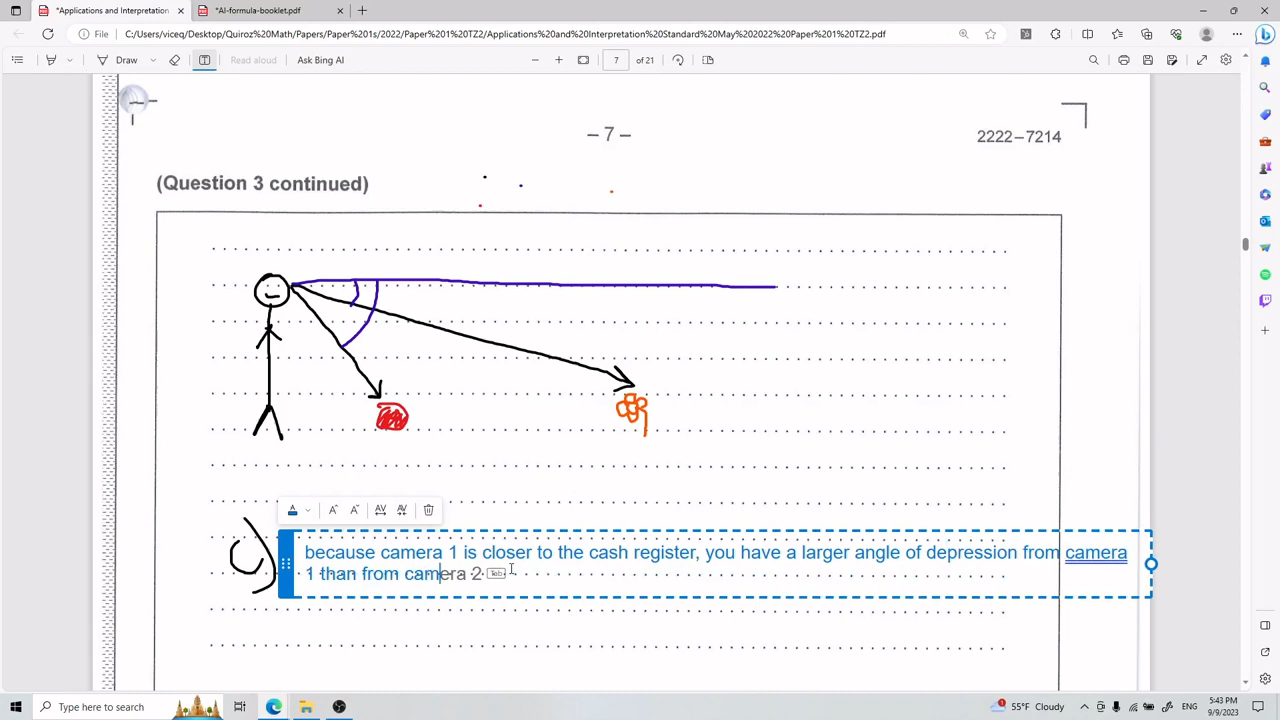 *Applications and Interpretation
*AI-formula-booklet.pdf
File
C:/Users/viceq/Desktop/Quiroz%20Math/Papers/Paper%201s/2022/Paper%201%20TZ2/Applications%20and%20Interpretation%20Standard%20May%202022%20Paper%201%20TZ2.pdf
Draw
Read aloud
Ask Bing AI
7
of 21
– 7 –
2222–7214
(Question 3 continued)
A
A
A
AV
AV
c)
because camera 1 is closer to the cash register, you have a larger angle of depression from camera
1 than from camera 2 Tab
Type here to search
55°F Cloudy
5:43 PM
9/9/2023